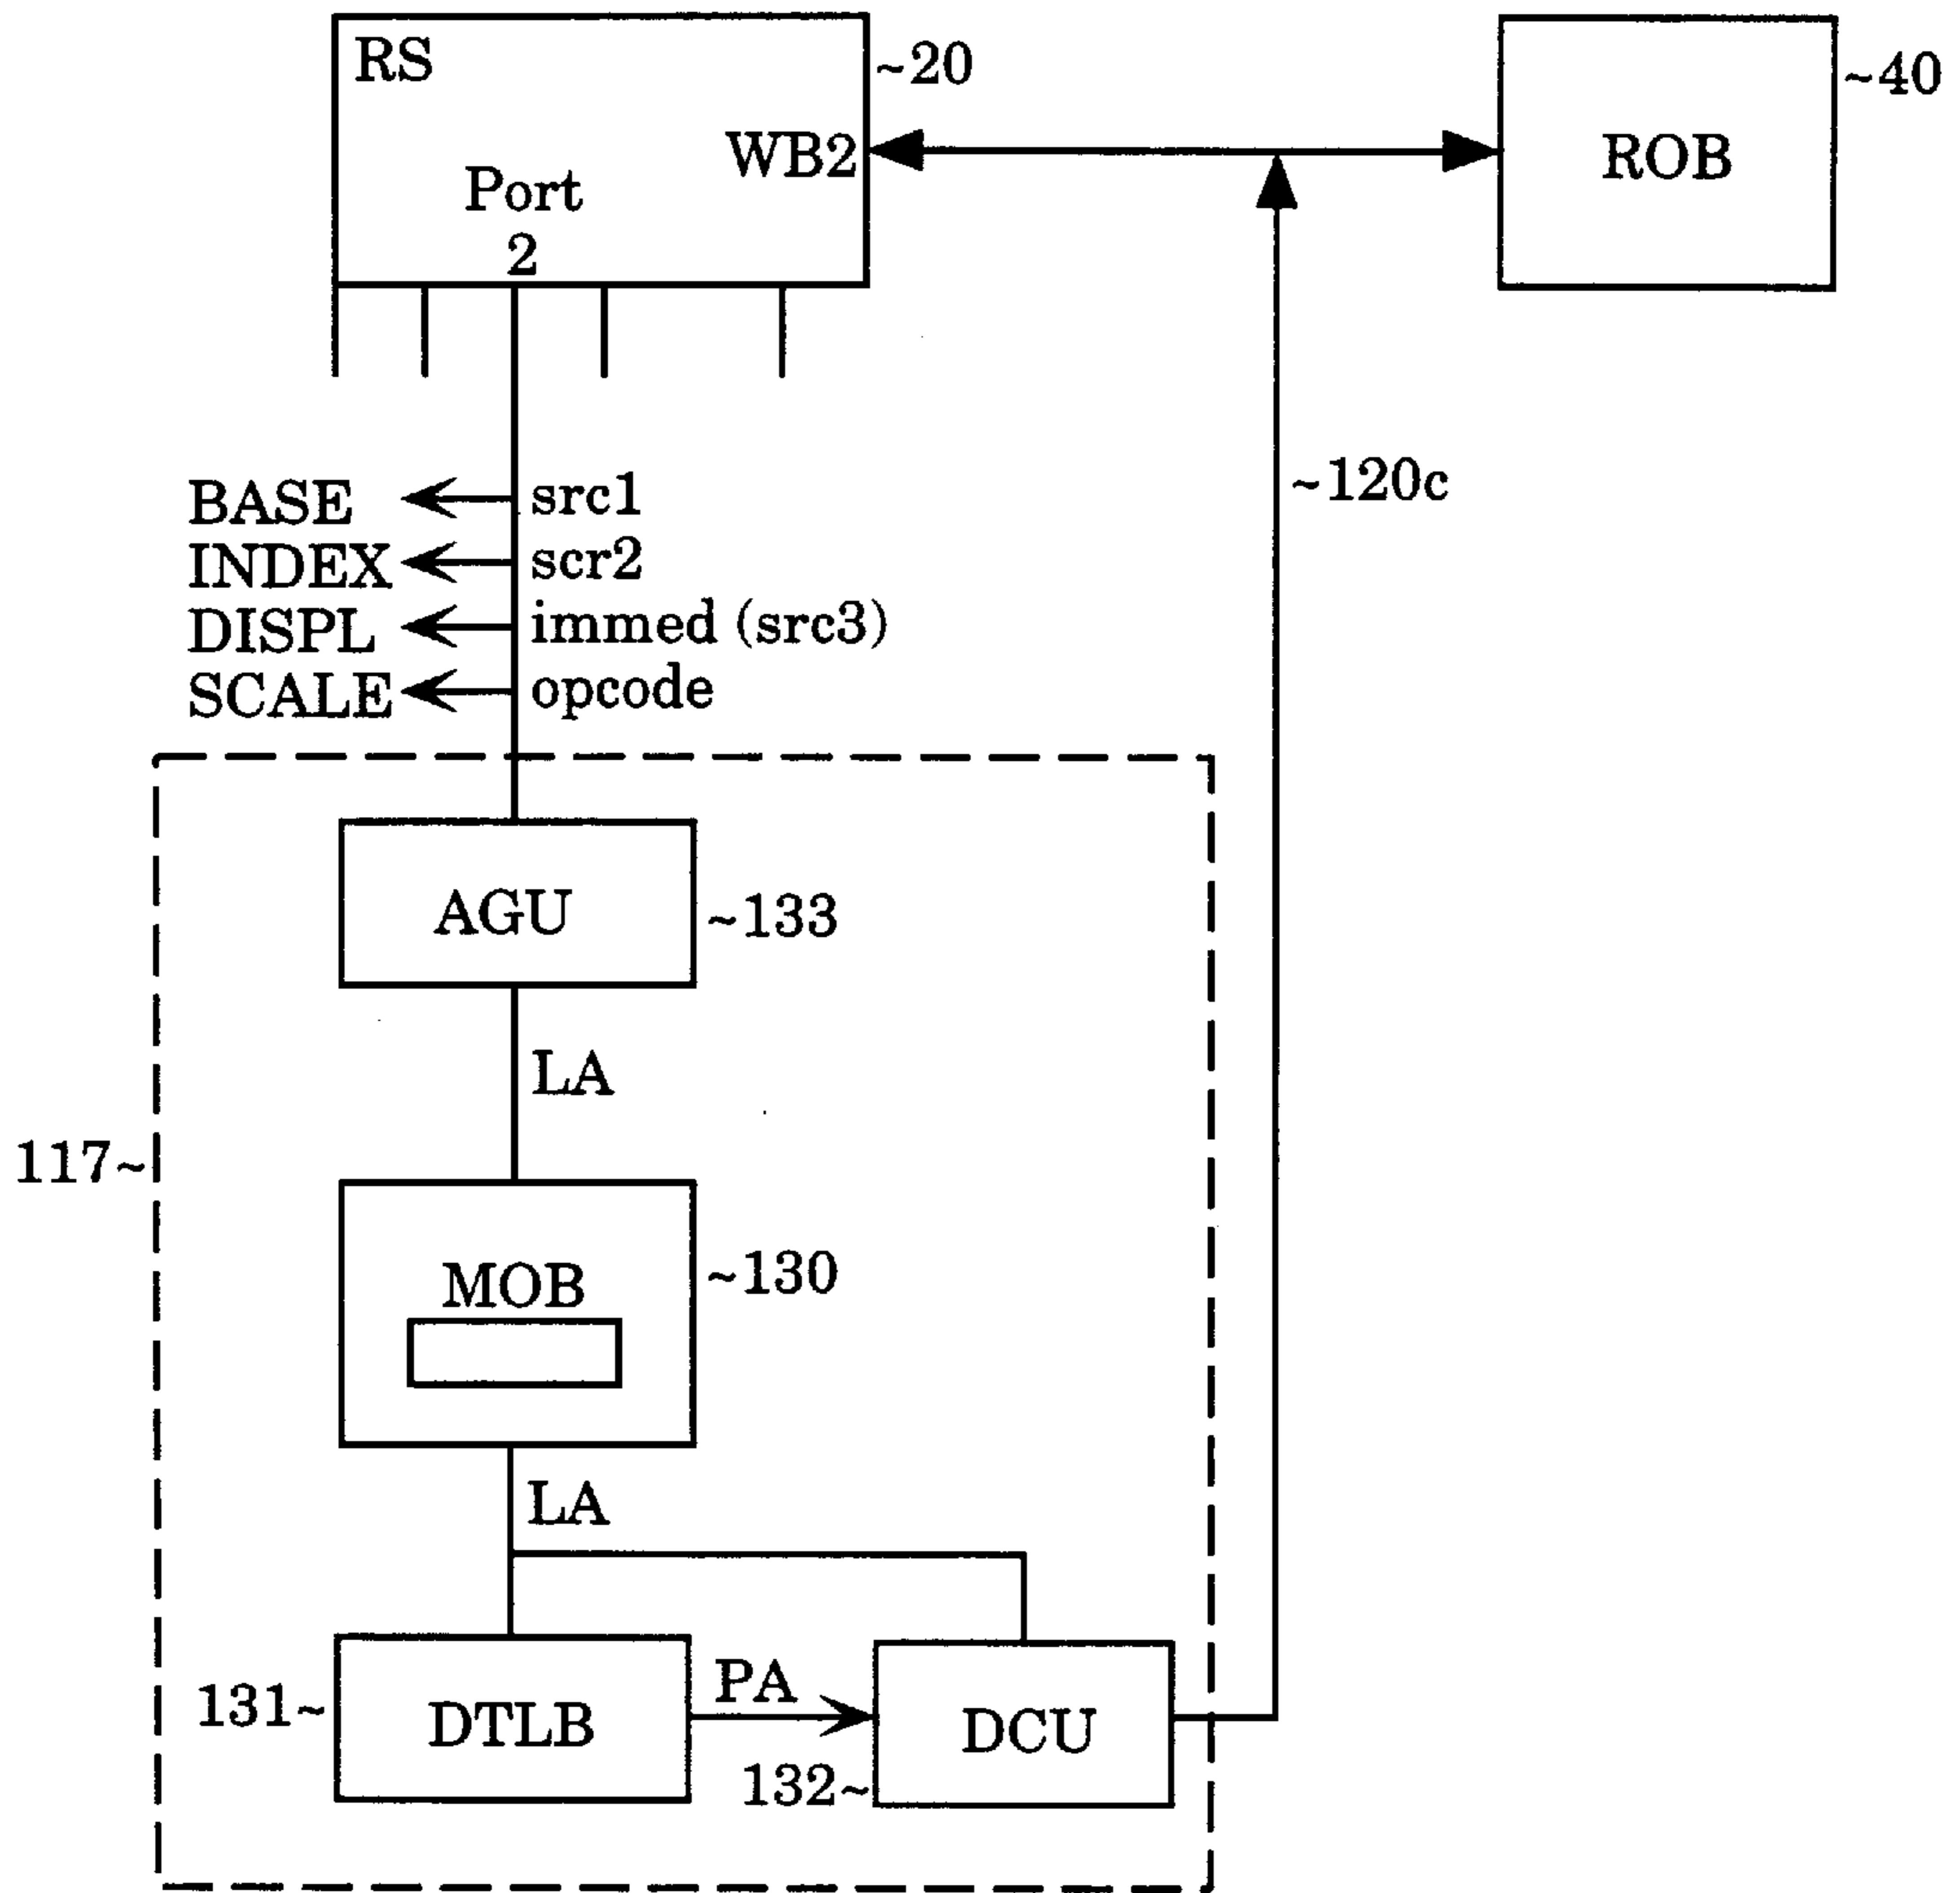 RS
~20
~40
WB2
ROB
Port
2
~120c
BASE src1
INDEX scr2
DISPL immed (src3)
SCALE opcode
AGU
~133
LA
117~
MOB
~130
LA
131~
DTLB
PA
DCU
132~